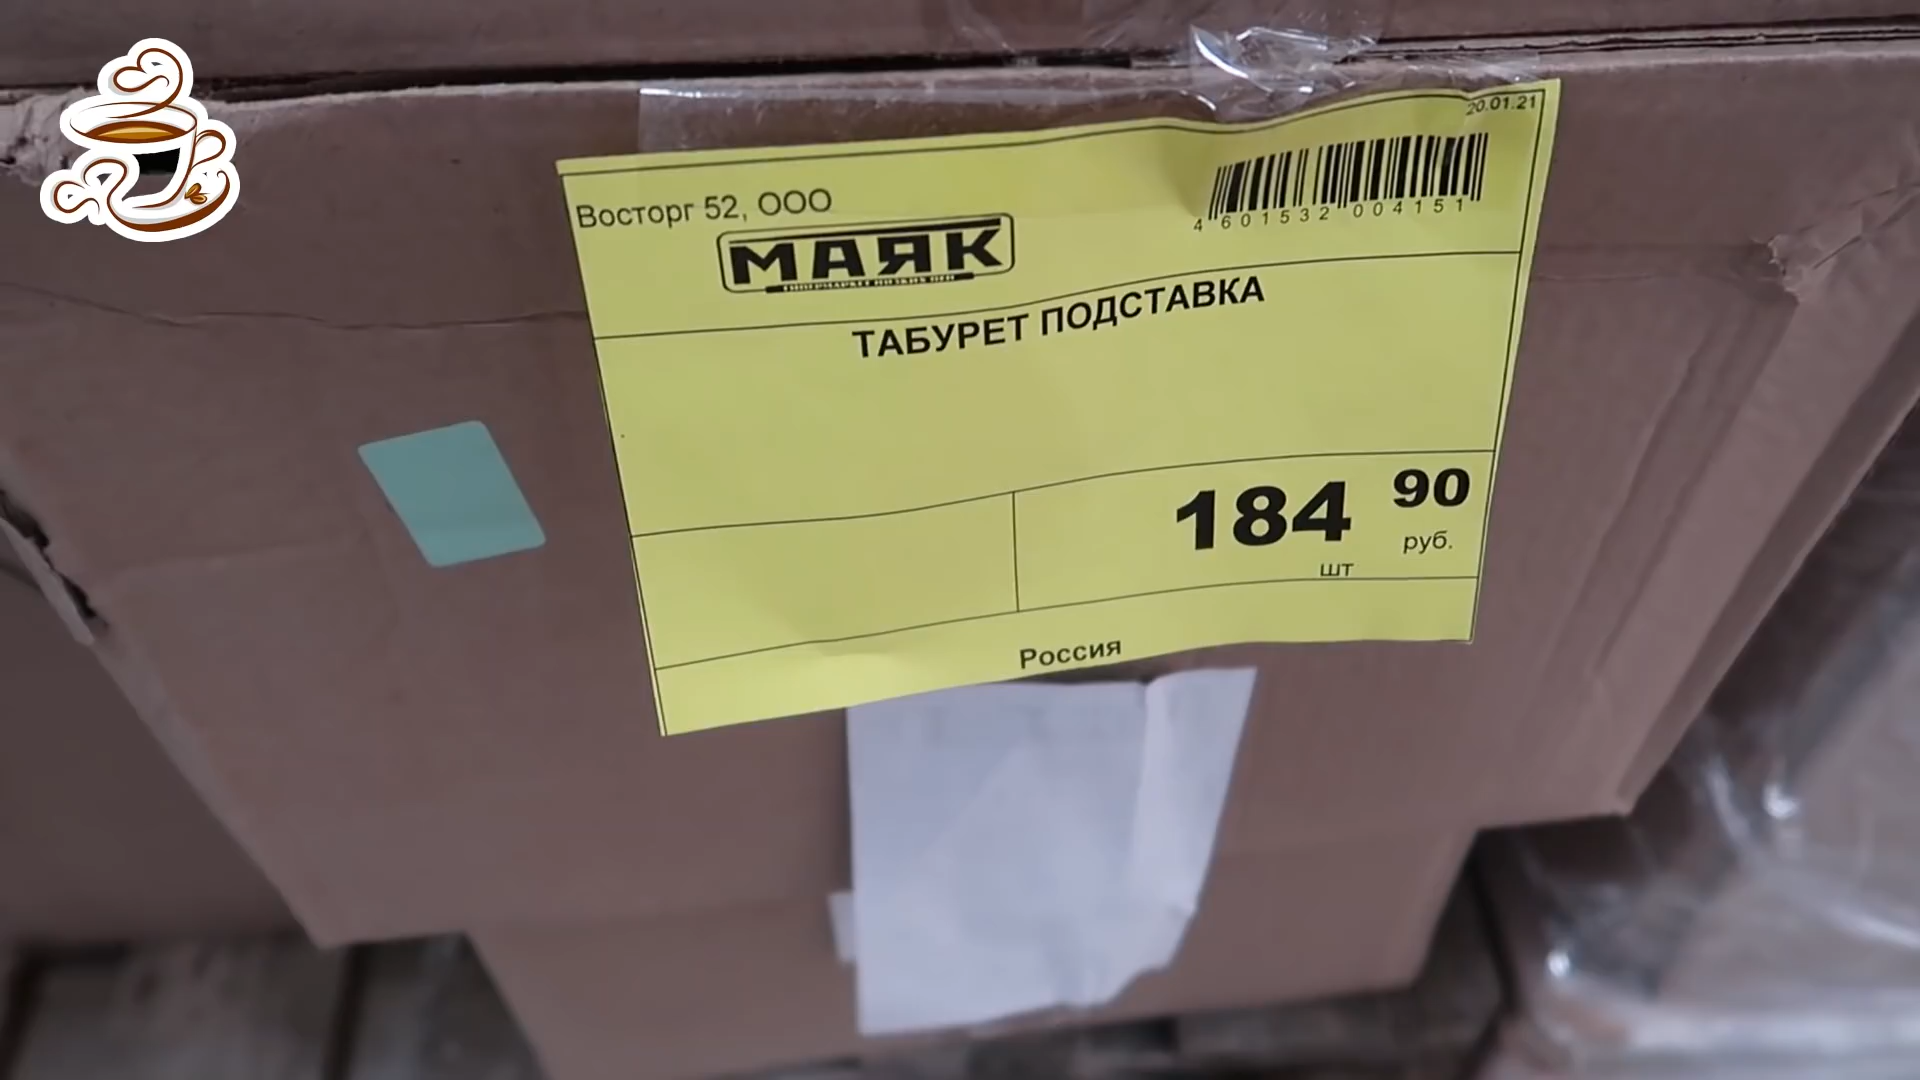 20.01.21
Восторг 52, ООО
4 601532 004151
МАЯК
ТАБУРЕТ ПОДСТАВКА
184 90
руб.
шт
Россия